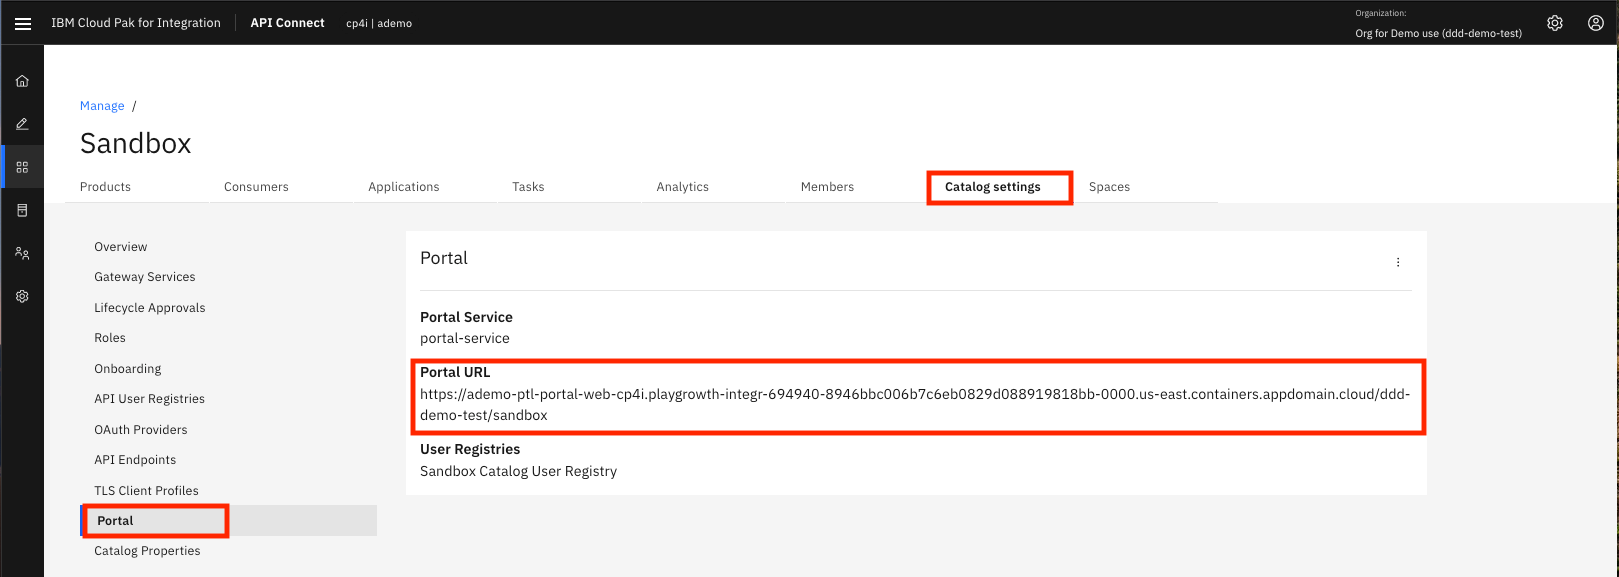 IBM Cloud Pak for Integration API Connect cp4i | ademo
Organization:
Org for Demo use (ddd-demo-test)
Manage /
Sandbox
Products Consumers Applications Tasks Analytics Members Catalog settings Spaces
Overview
Gateway Services
Lifecycle Approvals
Roles
Onboarding
API User Registries
OAuth Providers
API Endpoints
TLS Client Profiles
Portal
Catalog Properties
Portal
Portal Service
portal-service
Portal URL
https://ademo-ptl-portal-web-cp4i.playgrowth-integr-694940-8946bbc006b7c6eb0829d088919818bb-0000.us-east.containers.appdomain.cloud/ddd-
demo-test/sandbox
User Registries
Sandbox Catalog User Registry